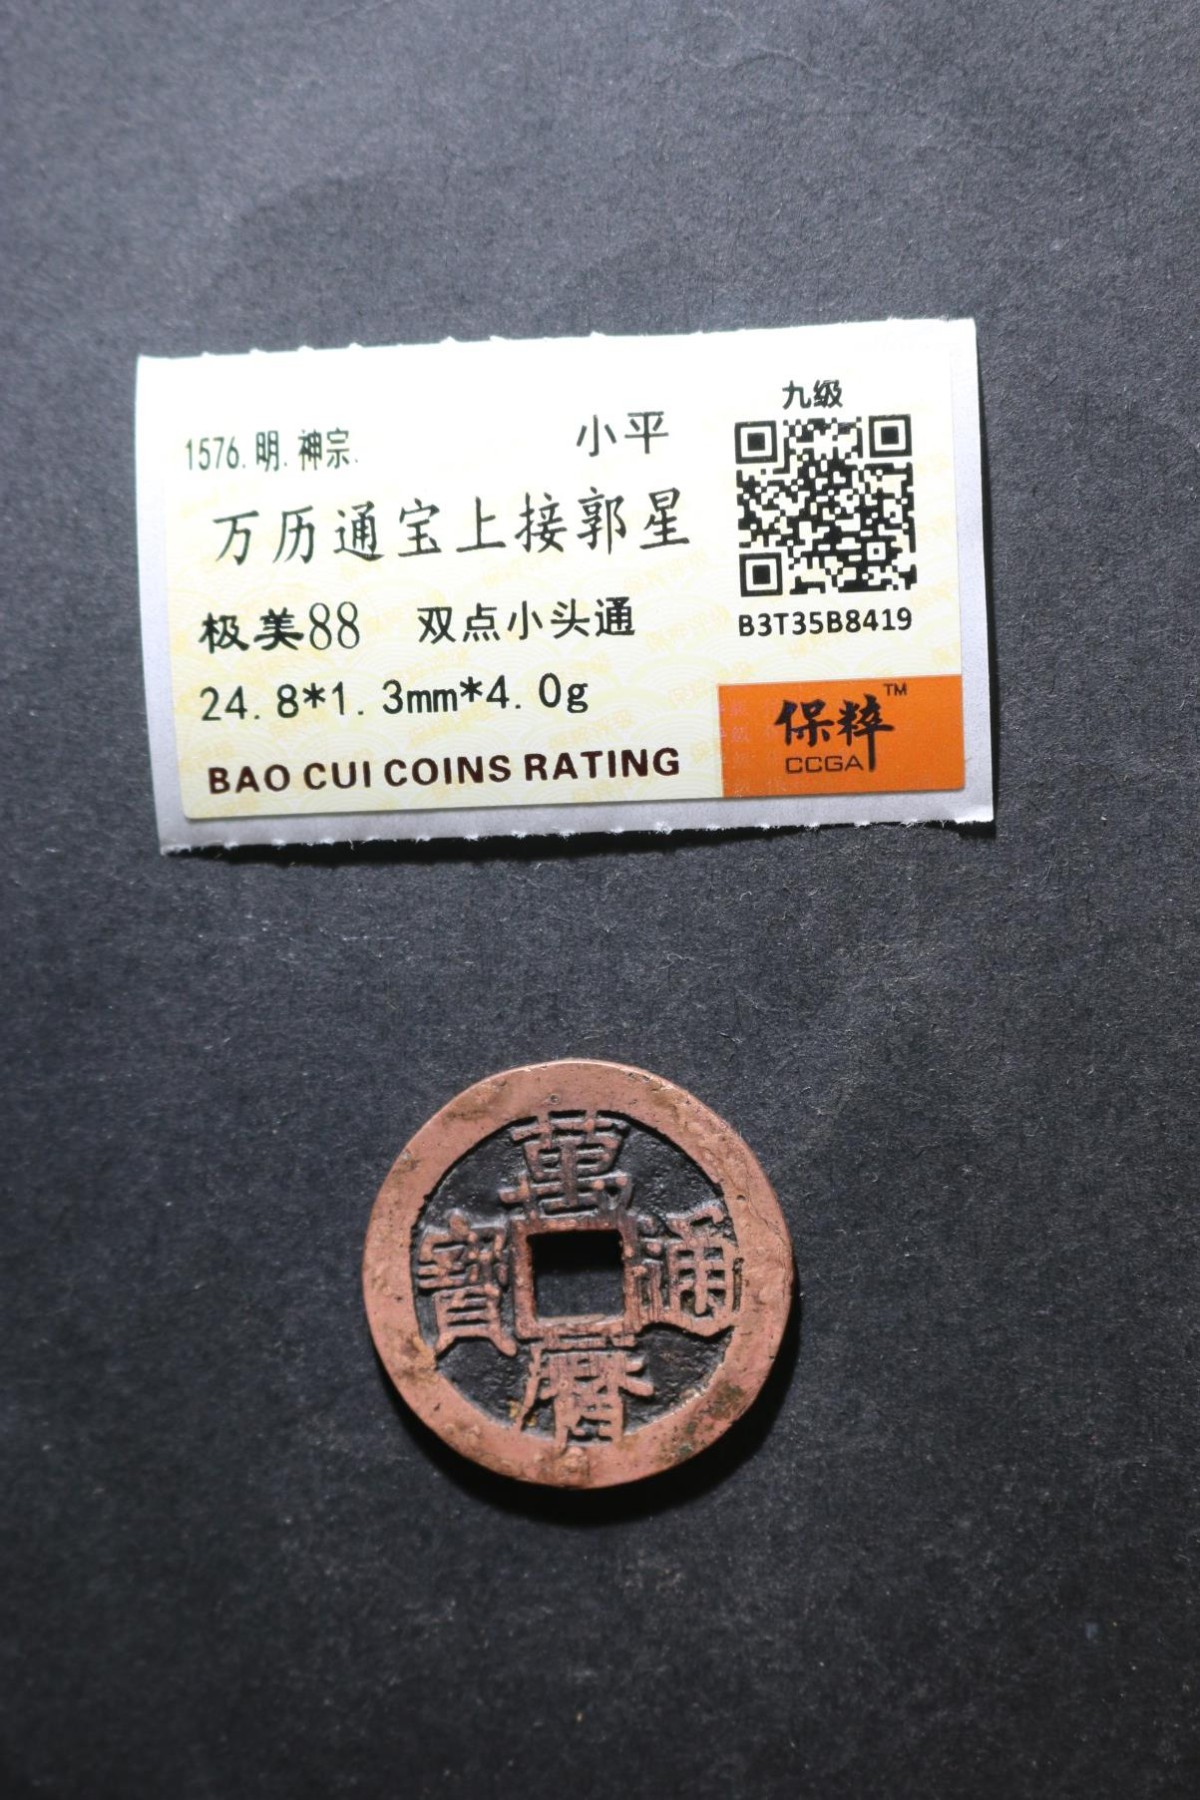 九级
1576.明.神宗.
小平
万历通宝上接郭星
极美88 双点小头通
B3T35B8419
24.8*1.3mm*4.0g
保粹TM
CCGA
BAO CUI COINS RATING
萬
寶 通
曆